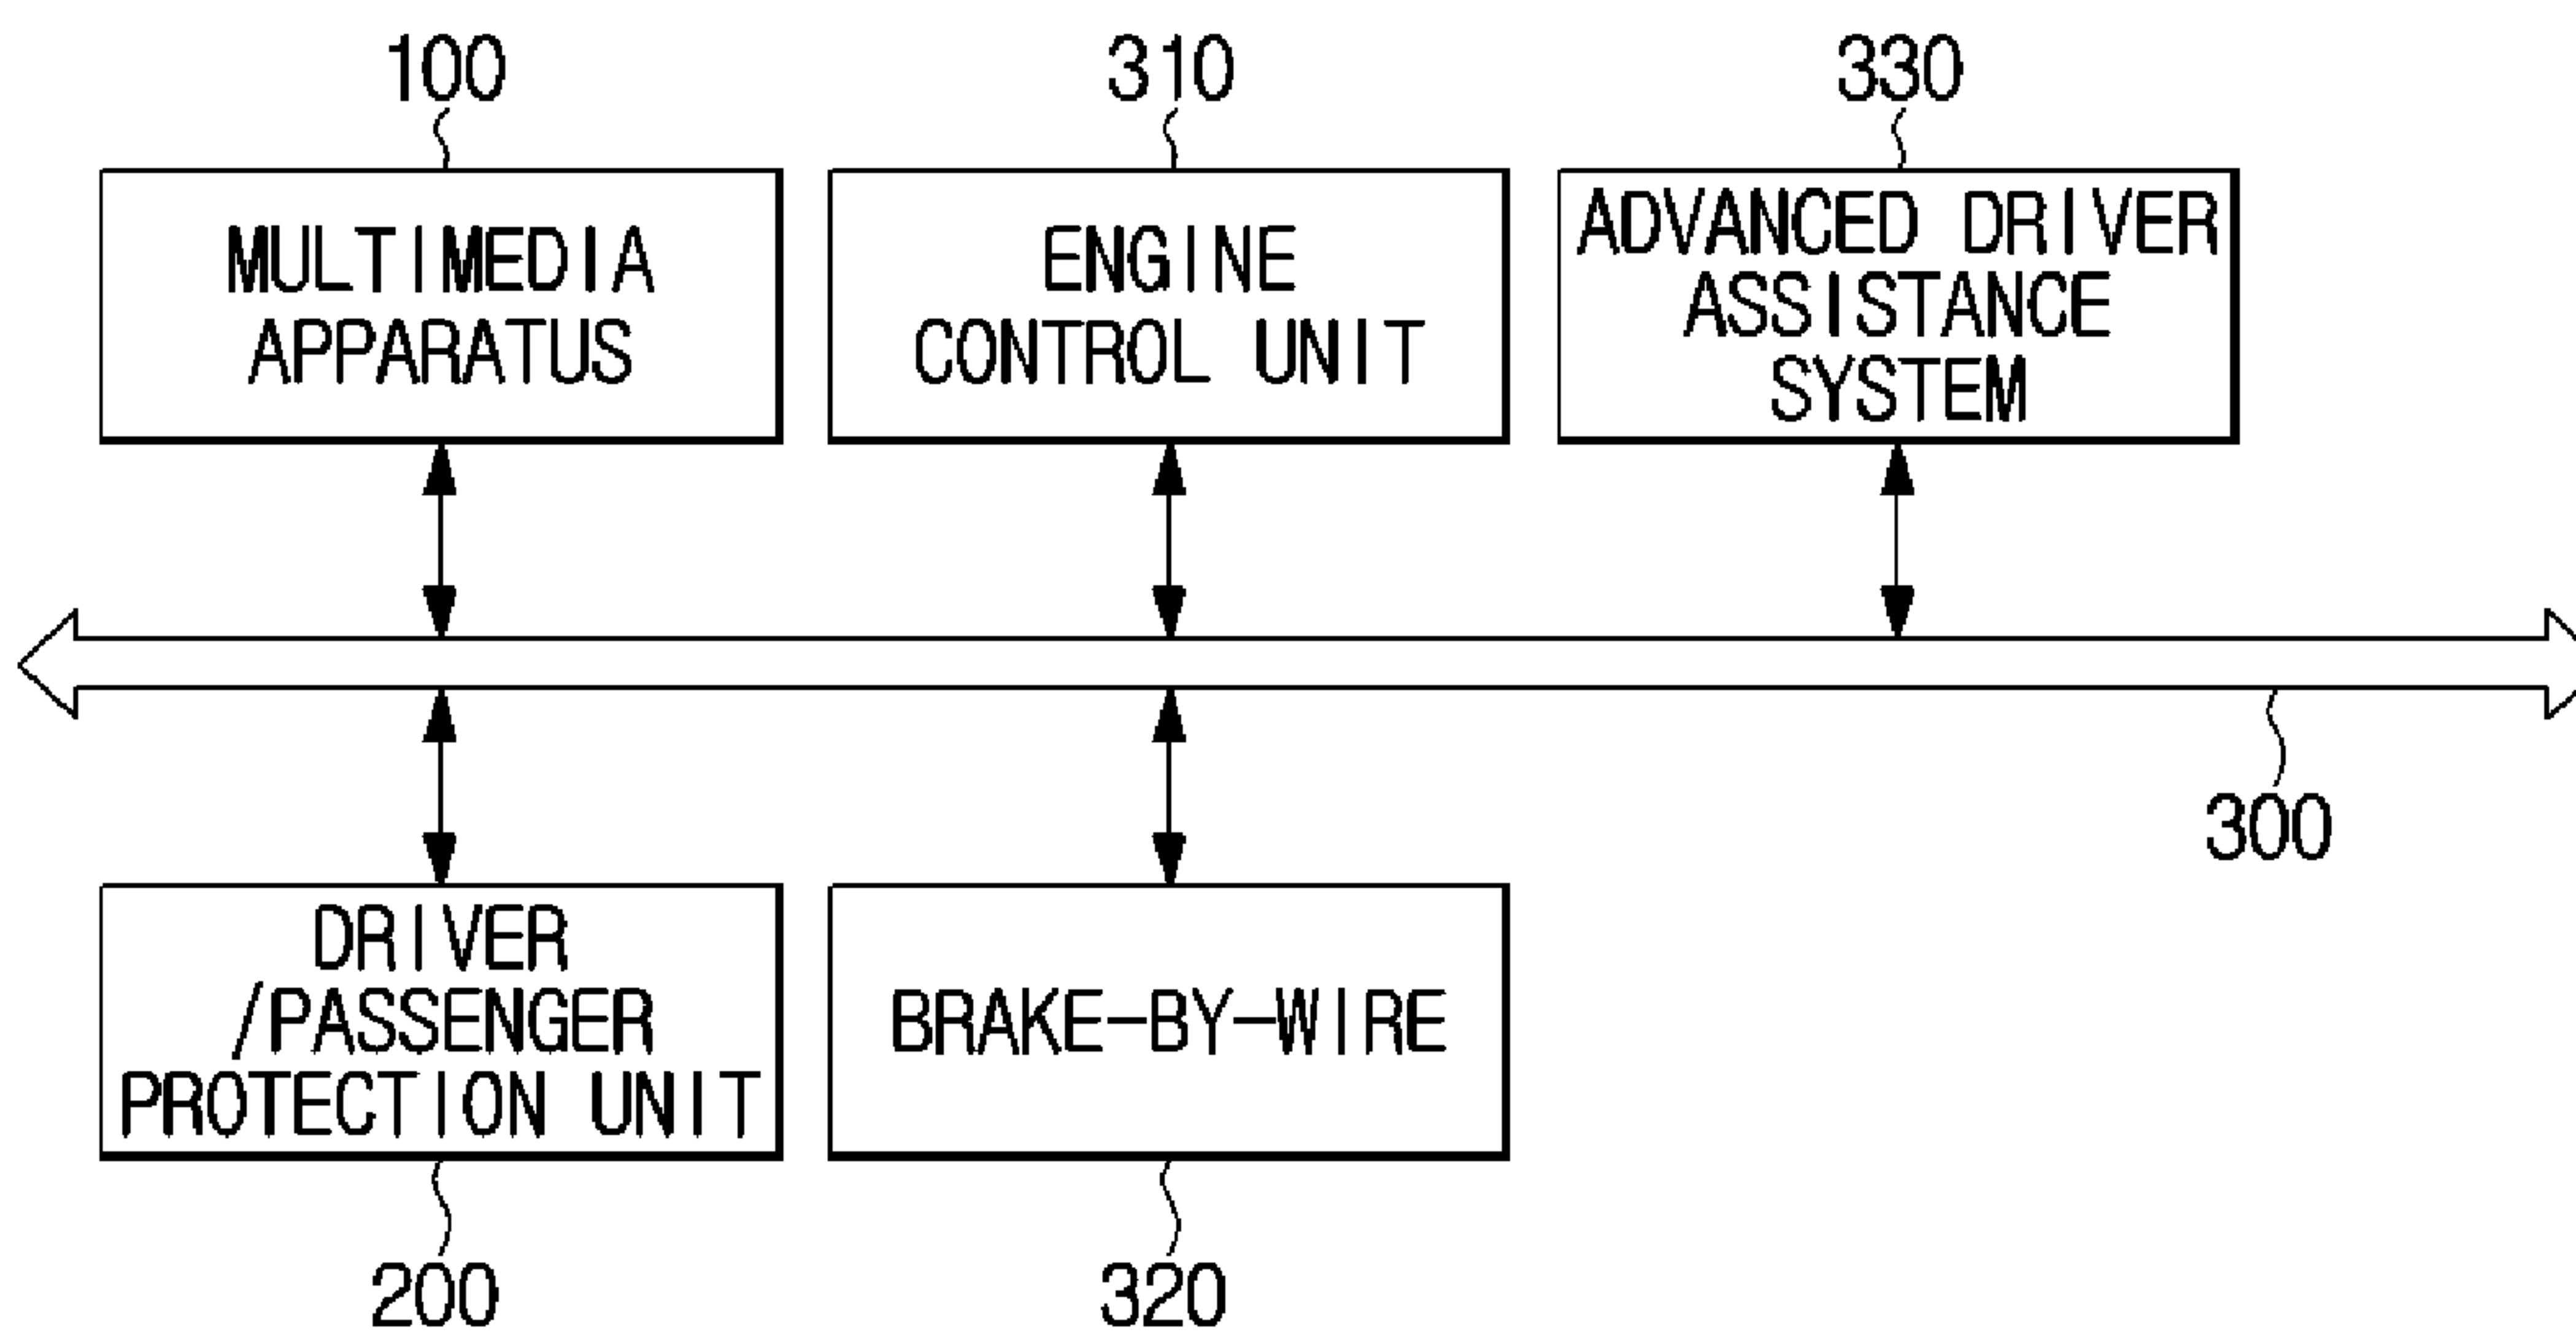 100
310
330
MULTIMEDIA
APPARATUS
ENGINE
CONTROL UNIT
ADVANCED DRIVER
ASSISTANCE
SYSTEM
300
DRIVER
/PASSENGER
PROTECTION UNIT
BRAKE-BY-WIRE
200
320